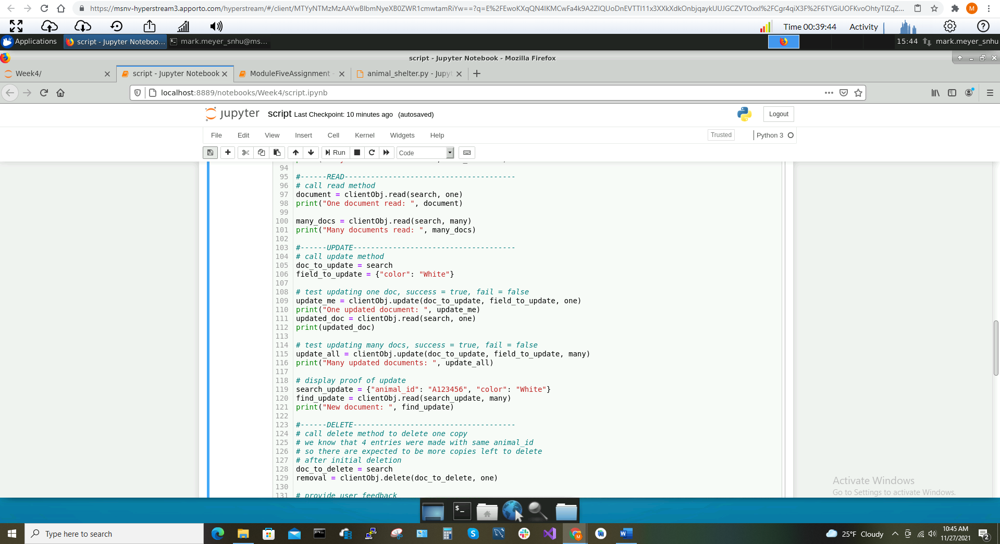 https://msnv-hyperstream3.apporto.com/hyperstream/#/client/MTYyNTMzMzAAYwBlbmNyeXB0ZWR1cmwtamRiYw==?q=E%2FEwoKXqQN4IKMCwFa4k9A2ZIQUoDnEVTTI11x3XXkXdkOnbjqaykUUJGCZVTOxxI%2FCgr4qiX3F%2F6TYGiUOFKvoOhtyTlZqZ...
M
Time 00:39:44 Activity
Applications script - Jupyter Noteboo... mark.meyer_snhu@ms... 15:44 mark.meyer_snhu
script - Jupyter Notebook - Mozilla Firefox
Week4/ script - Jupyter Notebook ModuleFiveAssignment - animal_shelter.py - Jupyt
localhost:8889/notebooks/Week4/script.ipynb
jupyter script Last Checkpoint: 10 minutes ago (autosaved) Logout
File Edit View Insert Cell Kernel Widgets Help Trusted Python 3
Run Code
94
95 #------READ---------------------------------------
96 # call read method
97 document = clientObj.read(search, one)
98 print("One document read: ", document)
99
100 many_docs = clientObj.read(search, many)
101 print("Many documents read: ", many_docs)
102
103 #------UPDATE-------------------------------------
104 # call update method
105 doc_to_update = search
106 field_to_update = {"color": "White"}
107
108 # test updating one doc, success = true, fail = false
109 update_me = clientObj.update(doc_to_update, field_to_update, one)
110 print("One updated document: ", update_me)
111 updated_doc = clientObj.read(search, one)
112 print(updated_doc)
113
114 # test updating many docs, success = true, fail = false
115 update_all = clientObj.update(doc_to_update, field_to_update, many)
116 print("Many updated documents: ", update_all)
117
118 # display proof of update
119 search_update = {"animal_id": "A123456", "color": "White"}
120 find_update = clientObj.read(search_update, many)
121 print("New document: ", find_update)
122
123 #------DELETE-------------------------------------
124 # call delete method to delete one copy
125 # we know that 4 entries were made with same animal_id
126 # so there are expected to be more copies left to delete
127 # after initial deletion
128 doc_to_delete = search
129 removal = clientObj.delete(doc_to_delete, one)
130
131 # provide user feedback
Activate Windows
Go to Settings to activate Windows.
Type here to search
25°F Cloudy
10:45 AM
11/27/2021
2